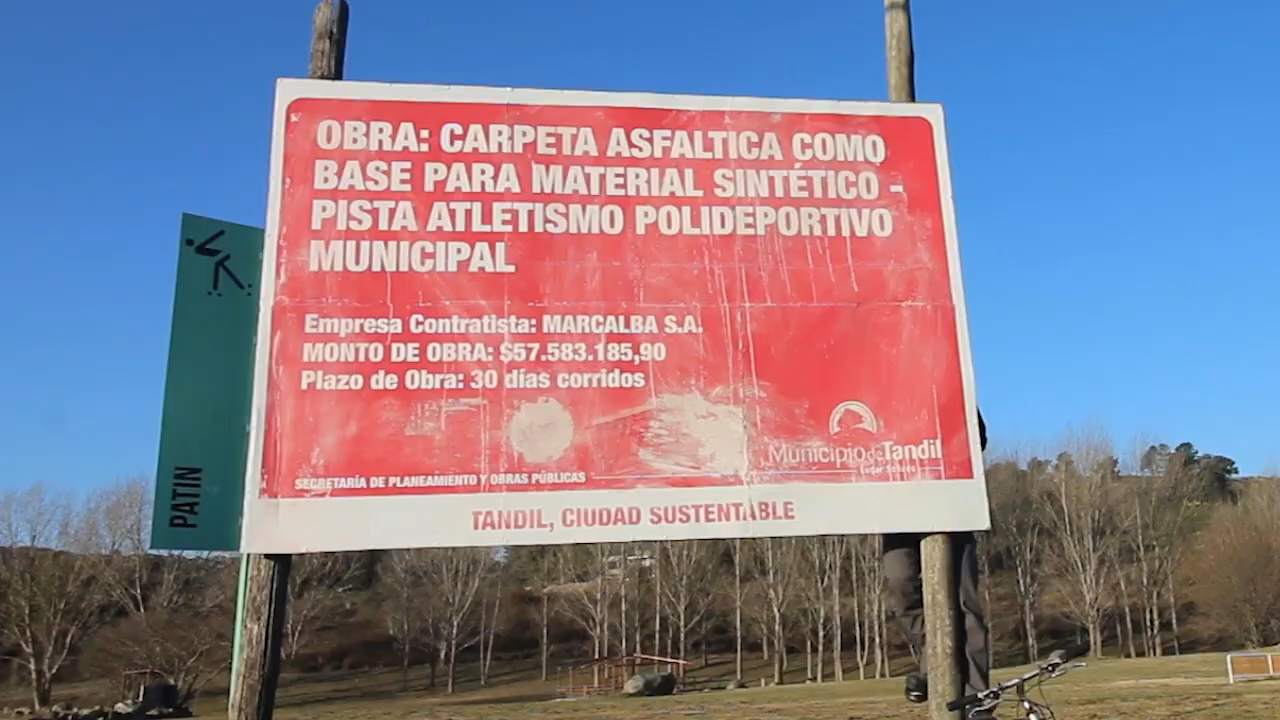 OBRA: CARPETA ASFALTICA COMO
BASE PARA MATERIAL SINTÉTICO -
PISTA ATLETISMO POLIDEPORTIVO
MUNICIPAL
Empresa Contratista: MARCALBA S.A.
MONTO DE OBRA: $57.583.185,90
Plazo de Obra: 30 días corridos
Municipio de Tandil
Lugar Soñado
SECRETARÍA DE PLANEAMIENTO Y OBRAS PÚBLICAS
TANDIL, CIUDAD SUSTENTABLE
PATIN